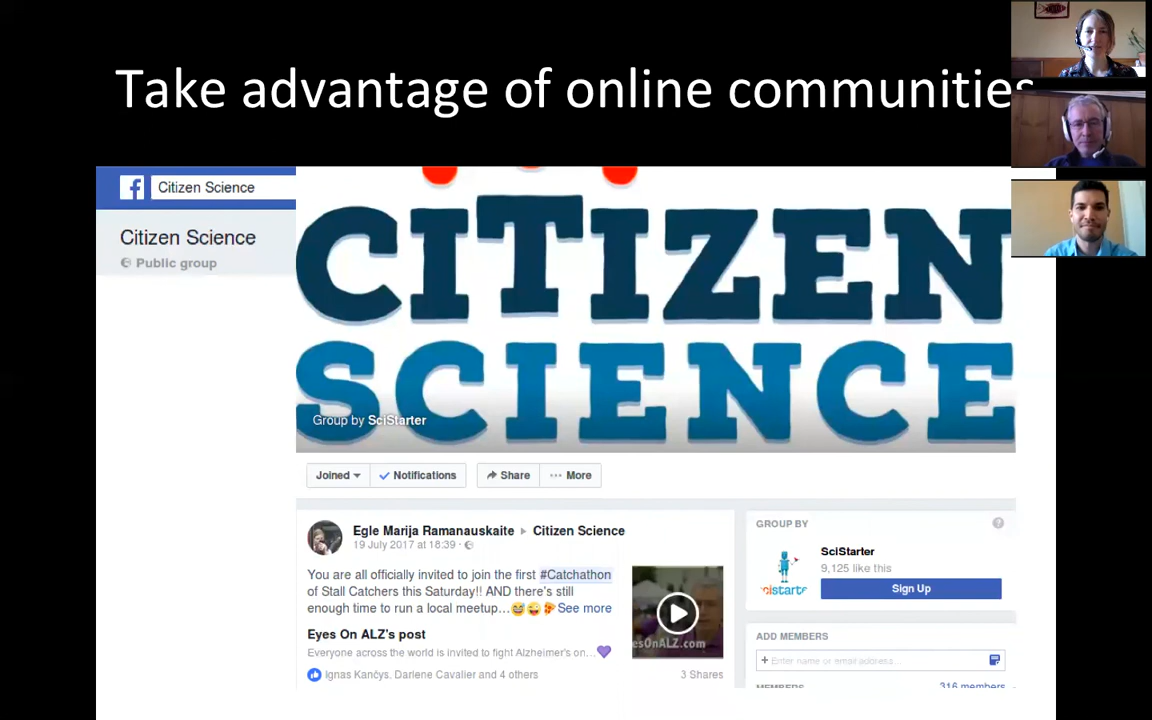 Take advantage of online communities
Citizen Science
Citizen Science
Public group
CITIZEN
SCIENCE
Group by SciStarter
Joined
Notifications
Share
More
Egle Marija Ramanauskaite ▸ Citizen Science
19 July 2017 at 18:39 ·
You are all officially invited to join the first #Catchathon
of Stall Catchers this Saturday!! AND there's still
enough time to run a local meetup...😅😜🍕 See more
esOnALZ.com
Eyes On ALZ's post
Everyone across the world is invited to fight Alzheimer's on...💜
Ignas Kančys, Darlene Cavalier and 4 others
3 Shares
GROUP BY
?
SciStarter
9,125 like this
Sign Up
cistarte
ADD MEMBERS
+ Enter name or email address...
MEMBERS
316 members